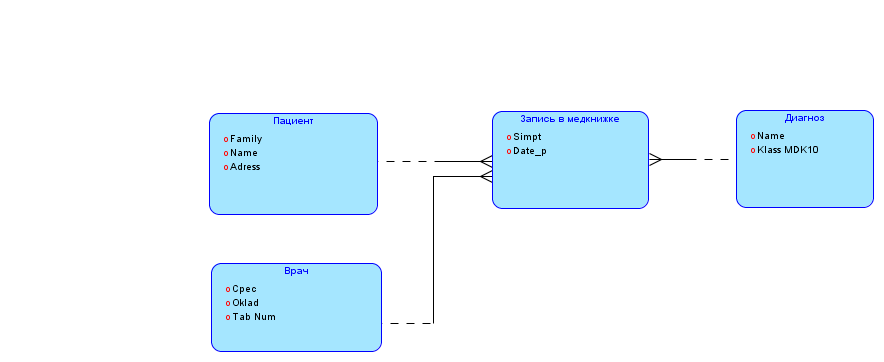 Пациент
Family
Name
Adress
Запись в медкнижке
Simpt
Date_p
Диагноз
Name
Klass MDK10
Врач
Cpec
Oklad
Tab Num